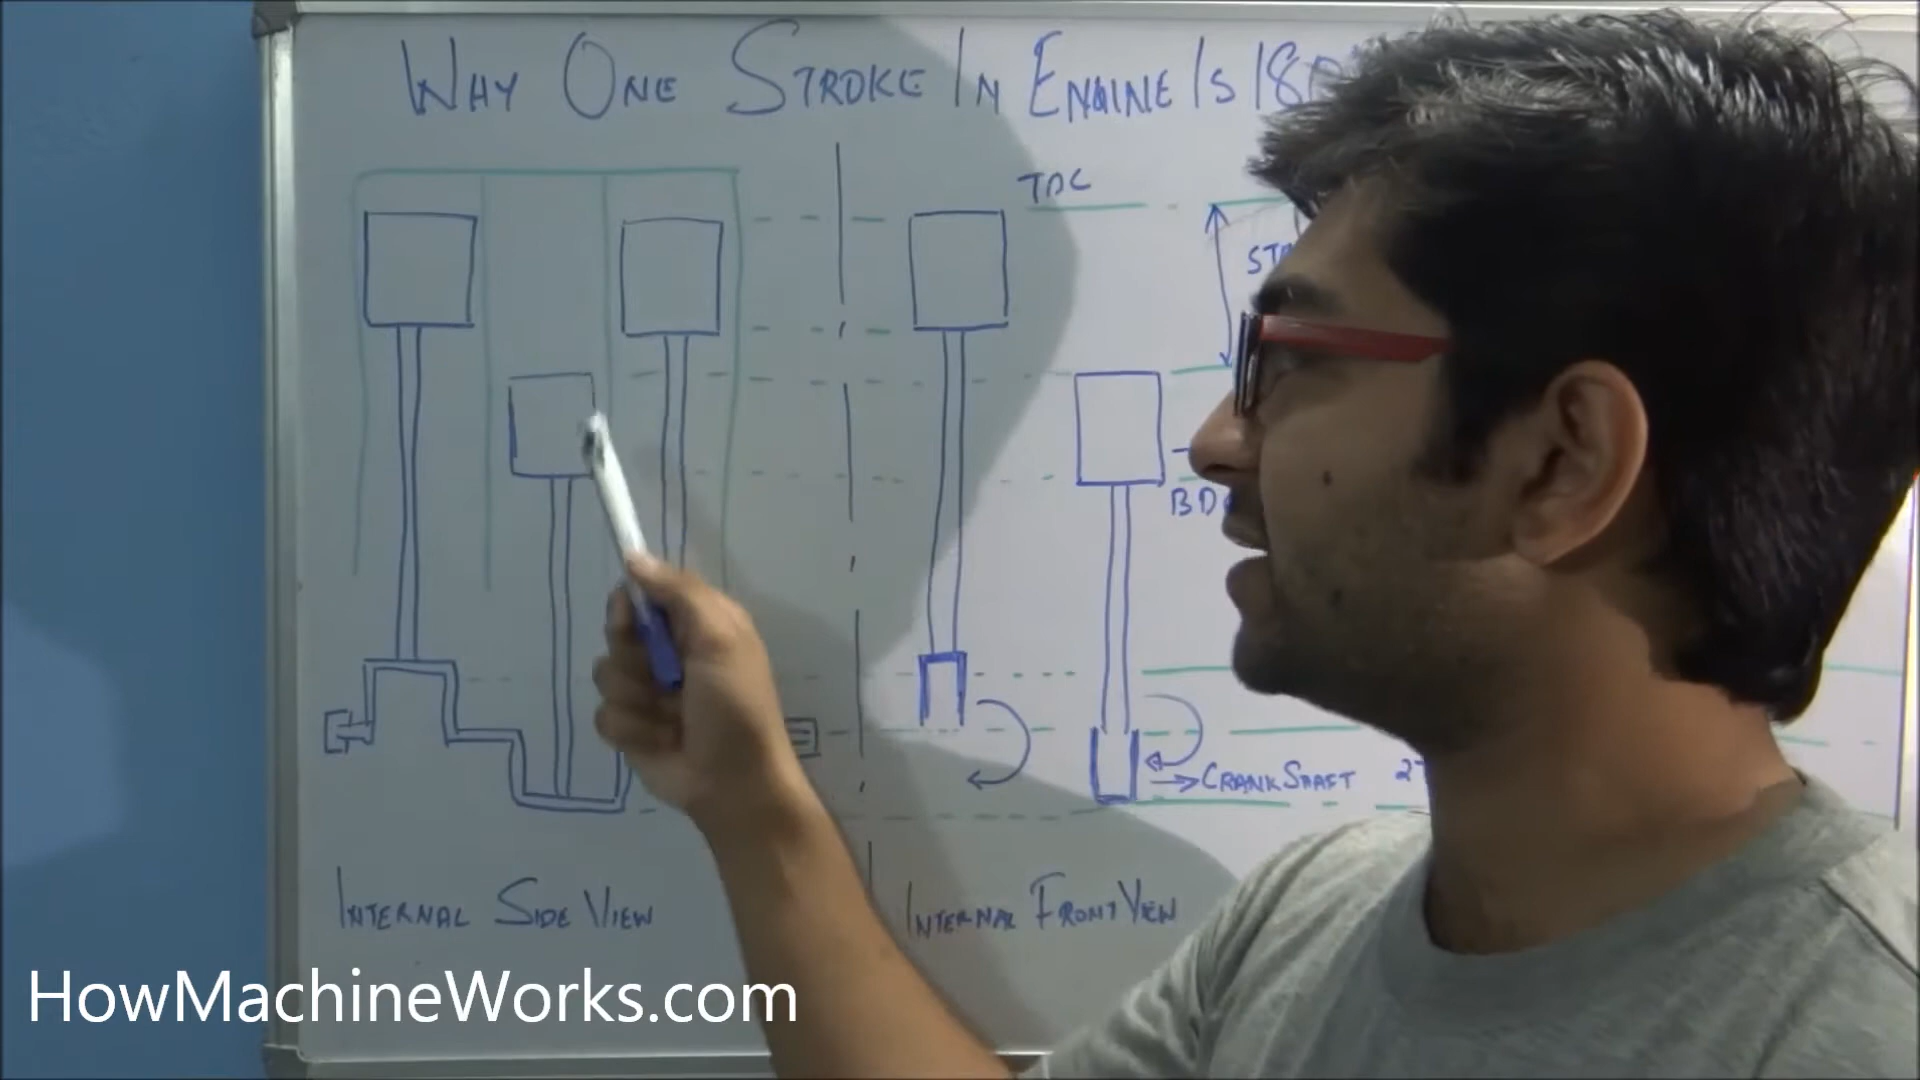 WHY ONE STROKE IN ENGINE IS 180
TDC
BDC
CRANKSHAFT
INTERNAL SIDE VIEW
INTERNAL FRONT VIEW
HowMachineWorks.com